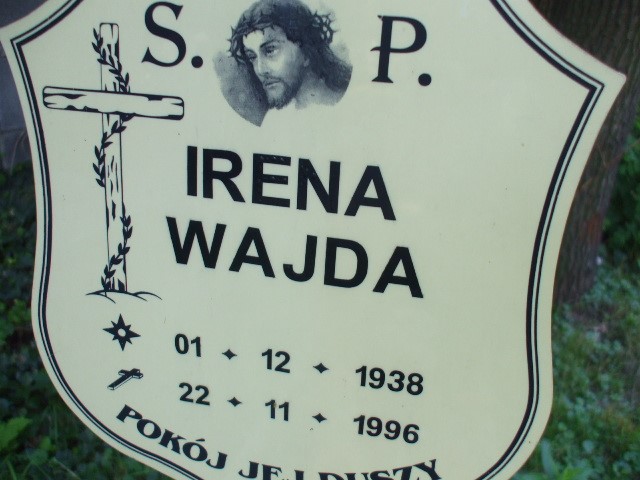 S. P.
IRENA
WAJDA
01 ✦ 12 ✦ 1938
22 ✦ 11 ✦ 1996
POKÓJ JEJ DUSZY